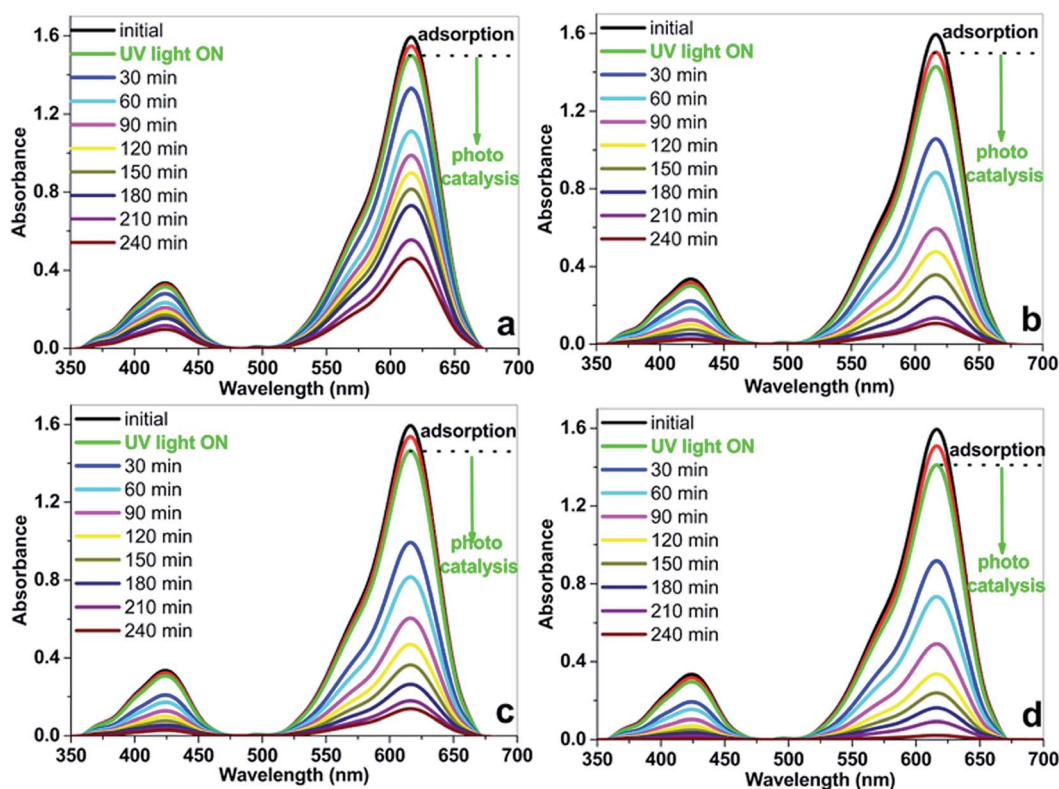 initial
UV light ON
30 min
60 min
90 min
120 min
150 min
180 min
210 min
240 min
adsorption
photo
catalysis
a
Absorbance
0.0
0.4
0.8
1.2
1.6
350 400 450 500 550 600 650 700
Wavelength (nm)
initial
UV light ON
30 min
60 min
90 min
120 min
150 min
180 min
210 min
240 min
adsorption
photo
catalysis
b
Absorbance
0.0
0.4
0.8
1.2
1.6
350 400 450 500 550 600 650 700
Wavelength (nm)
initial
UV light ON
30 min
60 min
90 min
120 min
150 min
180 min
210 min
240 min
adsorption
photo
catalysis
c
Absorbance
0.0
0.4
0.8
1.2
1.6
350 400 450 500 550 600 650 700
Wavelength (nm)
initial
UV light ON
30 min
60 min
90 min
120 min
150 min
180 min
210 min
240 min
adsorption
photo
catalysis
d
Absorbance
0.0
0.4
0.8
1.2
1.6
350 400 450 500 550 600 650 700
Wavelength (nm)